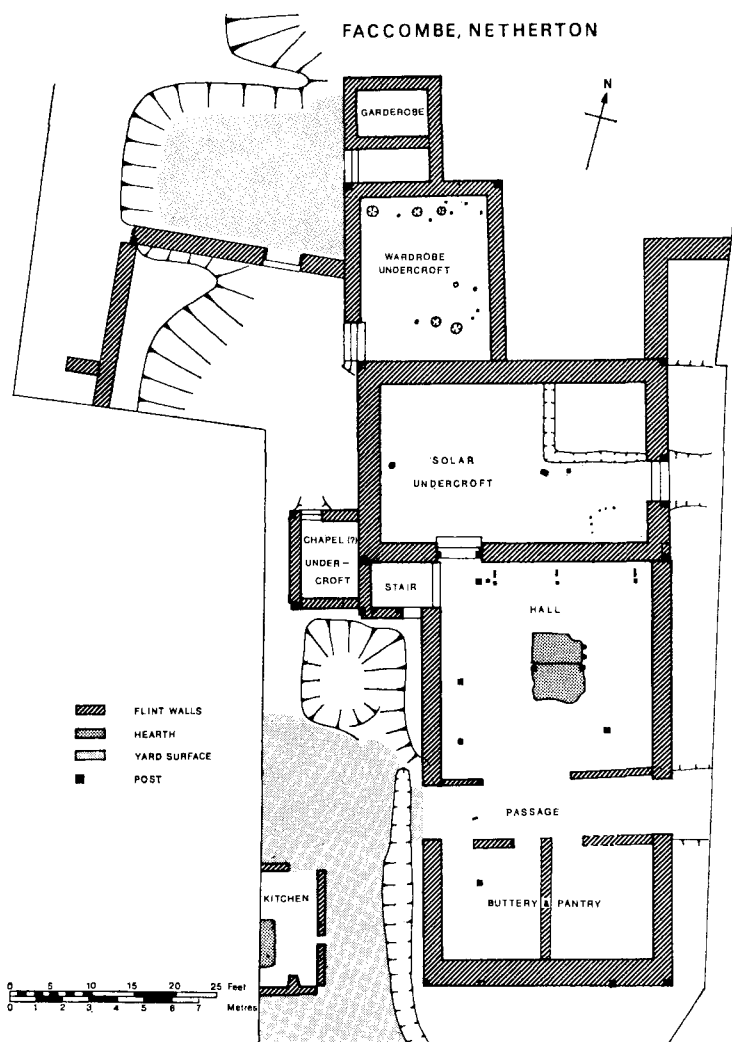 FACCOMBE, NETHERTON
N
GARDEROBE
WARDROBE
UNDERCROFT
SOLAR
UNDERCROFT
CHAPEL (?)
UNDER-
CROFT
STAIR
HALL
FLINT WALLS
HEARTH
YARD SURFACE
POST
PASSAGE
KITCHEN
BUTTERY & PANTRY
0 5 10 15 20 25 Feet
0 1 2 3 4 5 6 7 Metres